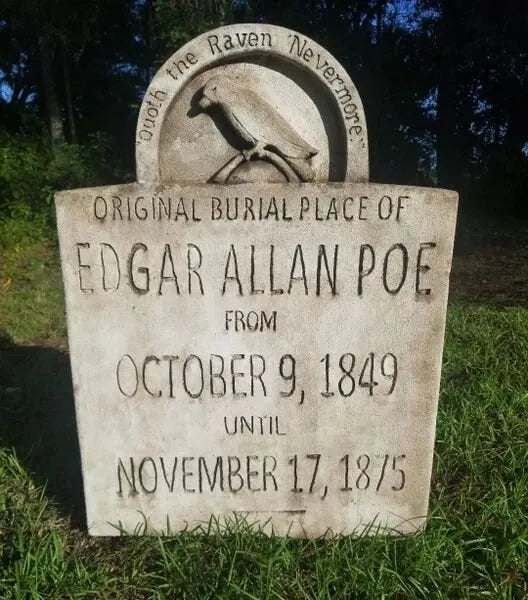 "Quoth the Raven Nevermore."
ORIGINAL BURIAL PLACE OF
EDGAR ALLAN POE
FROM
OCTOBER 9, 1849
UNTIL
NOVEMBER 17, 1875